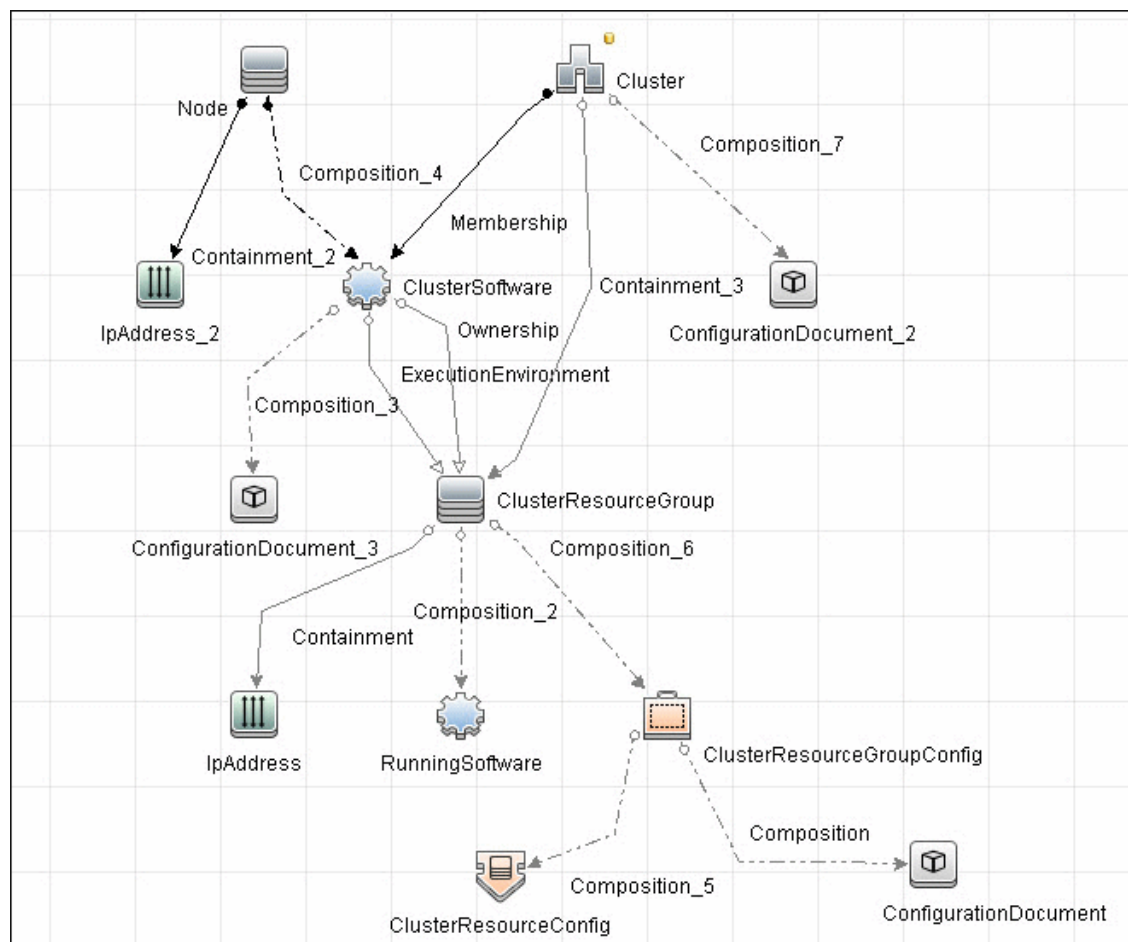 Cluster
Node
Composition_7
Composition_4
Membership
Containment_2
ClusterSoftware
Containment_3
IpAddress_2
Ownership
ConfigurationDocument_2
ExecutionEnvironment
Composition_3
ClusterResourceGroup
ConfigurationDocument_3
Composition_6
Composition_2
Containment
IpAddress
RunningSoftware
ClusterResourceGroupConfig
Composition
Composition_5
ClusterResourceConfig
ConfigurationDocument